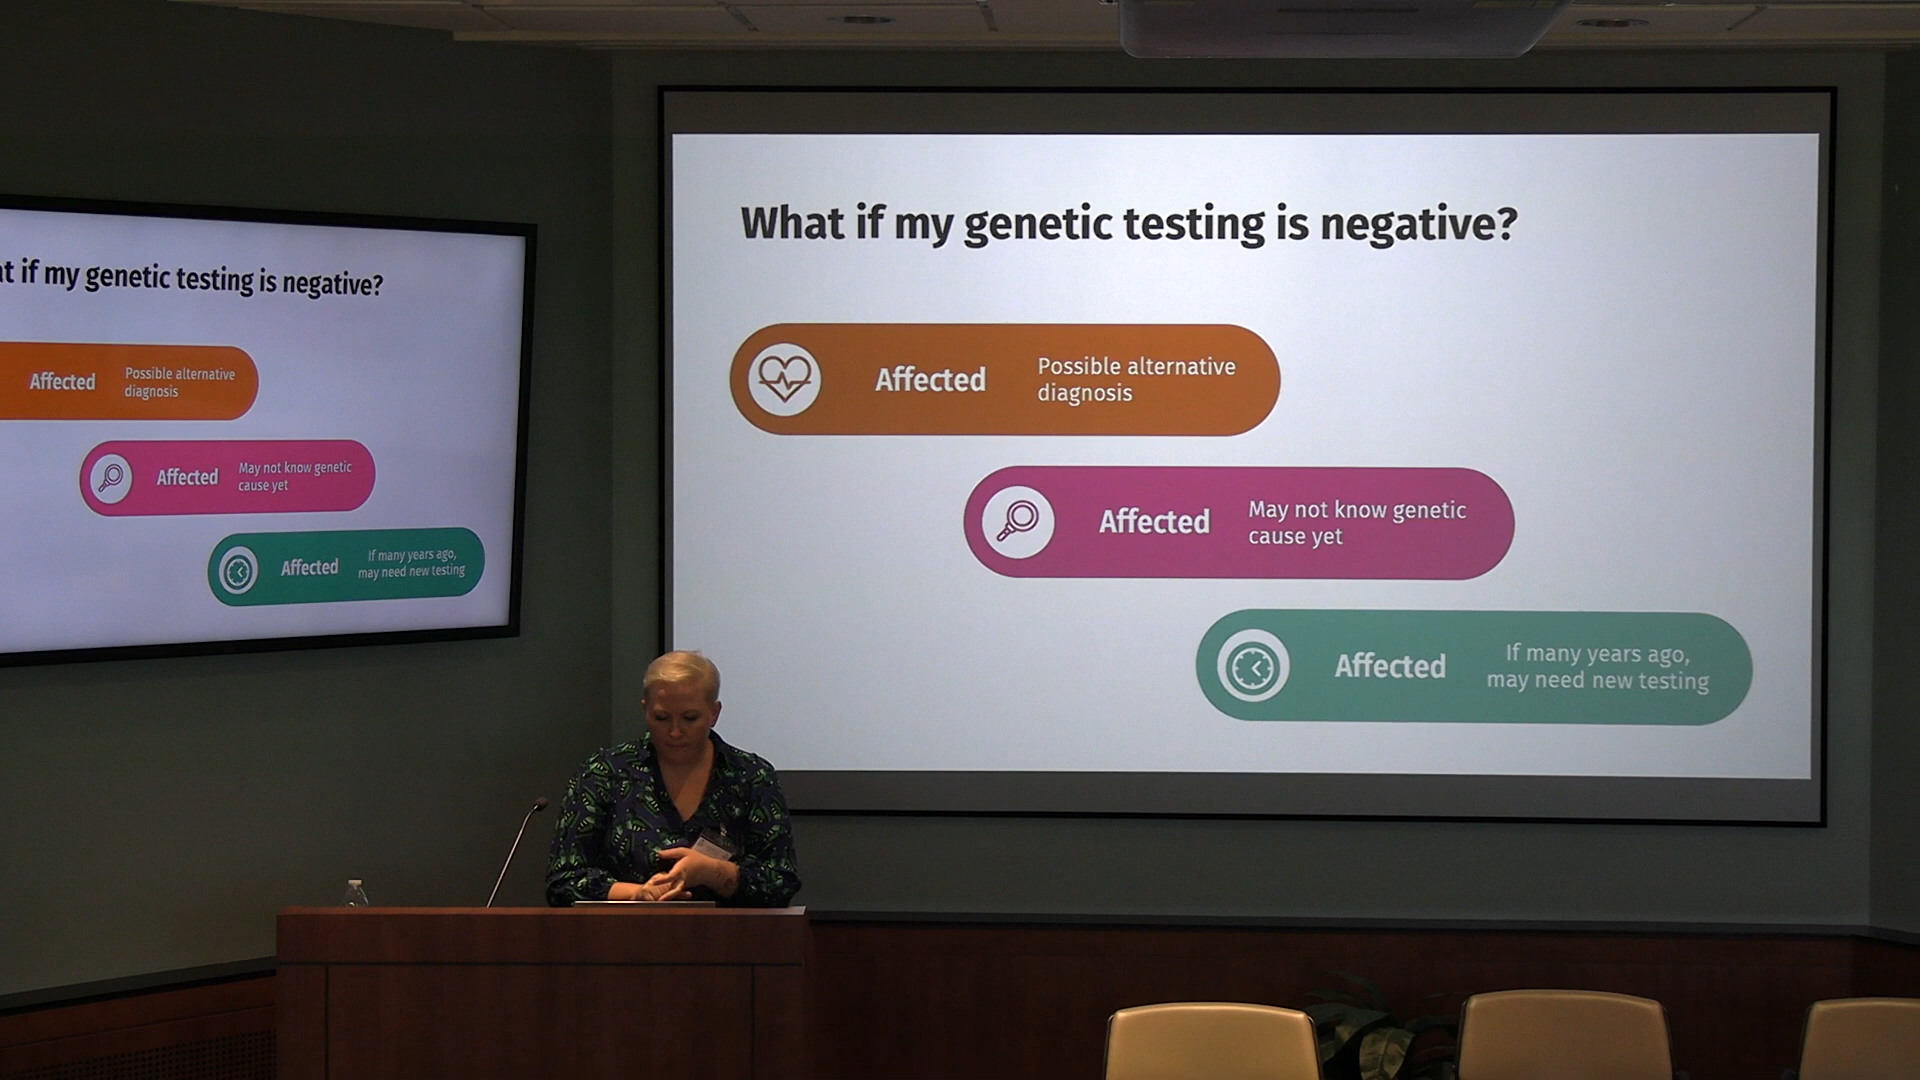 What if my genetic testing is negative?
Affected
Possible alternative
diagnosis
Affected
May not know genetic
cause yet
Affected
If many years ago,
may need new testing
at if my genetic testing is negative?
Affected
Possible alternative
diagnosis
Affected
May not know genetic
cause yet
Affected
If many years ago,
may need new testing